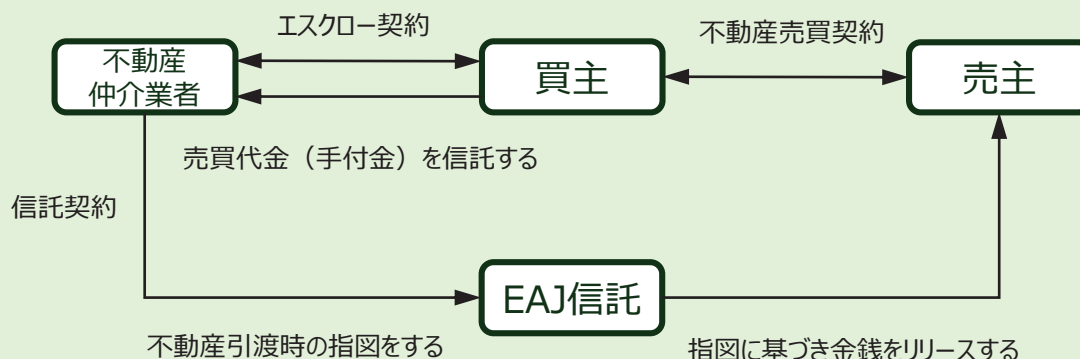 エスクロー契約
不動産売買契約
不動産
仲介業者
買主
売主
売買代金（手付金）を信託する
信託契約
EAJ信託
不動産引渡時の指図をする
指図に基づき金銭をリリースする